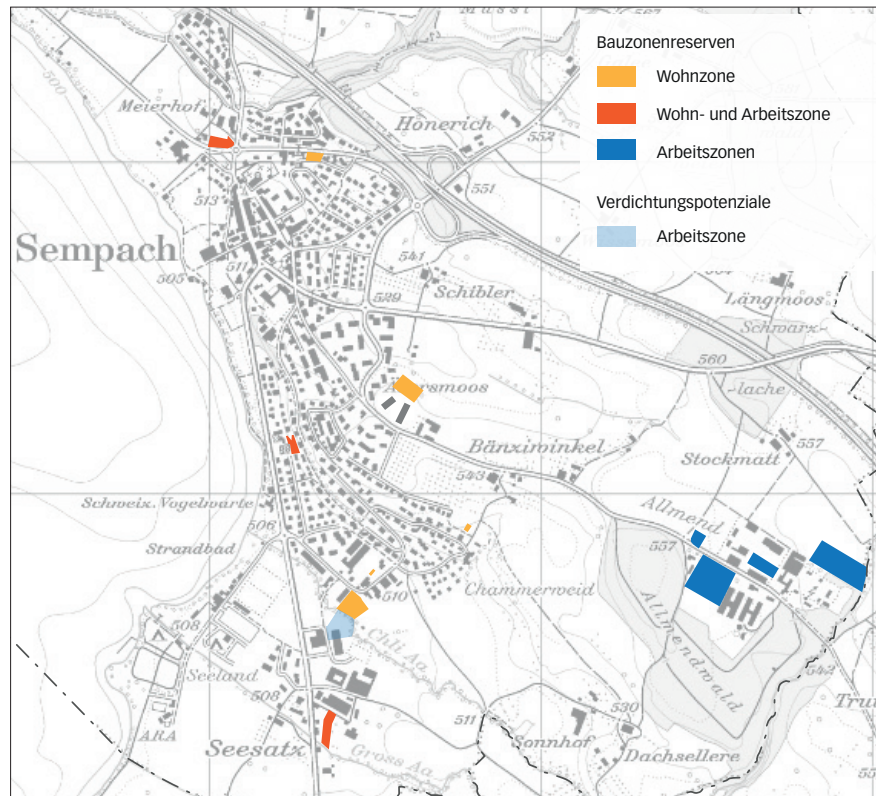 Bauzonenreserven
Wohnzone
Wohn- und Arbeitszone
Arbeitszonen
Verdichtungspotenziale
Arbeitszone
500
Meierhof
Honerich
552
551
513
Sempach
505
541
Schibler
529
Längmoos
560
557
Bänziwinkel
Stockmatt
543
Schweiz. Vogelwarte
506
Allmend
557
Strandbad
510
Chammerweid
Allmendwald
508
Chli Aa
Seeland
542
508
511
530
ARA
Seesatz
Sonnhof
Gross Aa
Dachsellere